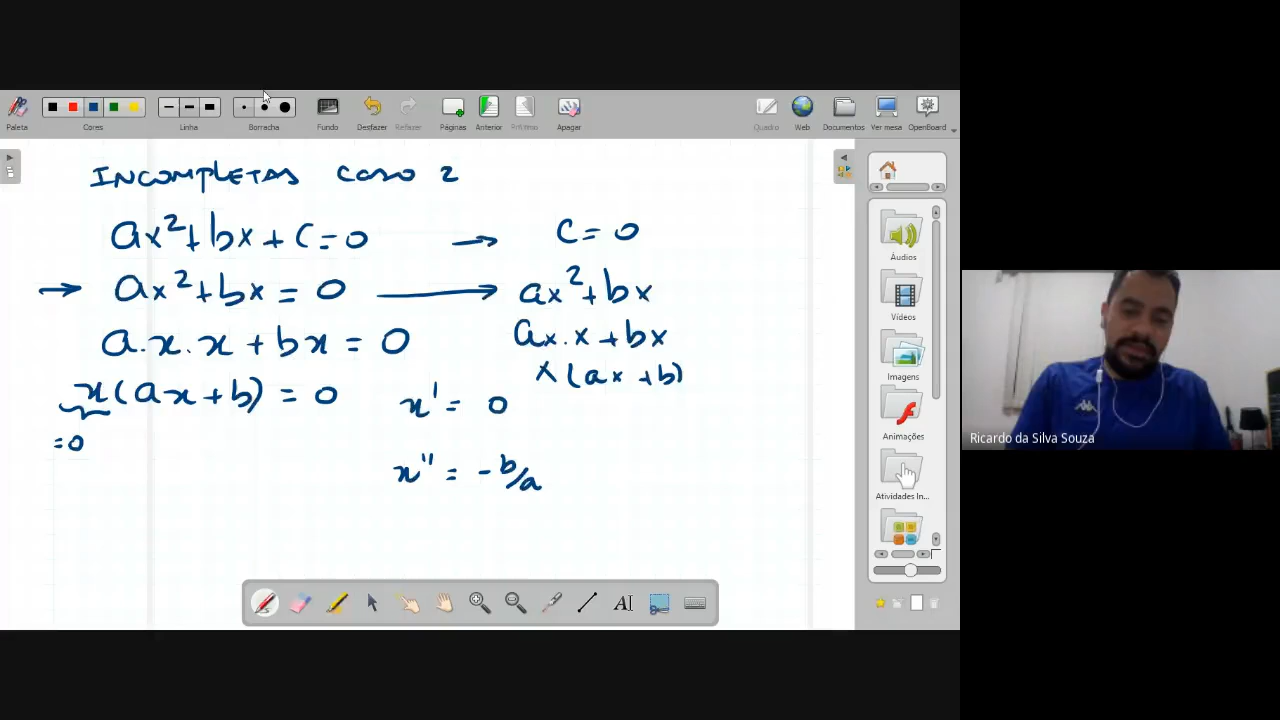 Paleta Cores Linha Borracha Fundo Desfazer Refazer Páginas Anterior Próximo Apagar Quadro Web Documentos Ver mesa OpenBoard
INCOMPLETAS CASO 2
ax²+bx+c=0 → c=0
→ ax²+bx=0 → ax²+bx
a.x.x+bx=0 ax.x+bx
x(ax+b)=0 x(ax+b)
=0 x'=0
x''=-b/a
Áudios
Vídeos
Imagens
Animações
Atividades In...
AI
Ricardo da Silva Souza